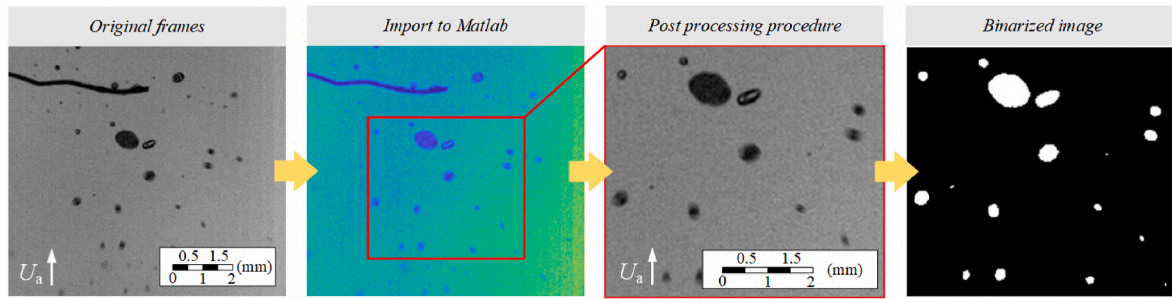 Original frames
Import to Matlab
Post processing procedure
Binarized image
Ua
0.5 1.5
(mm)
0 1 2
Ua
0.5 1.5
(mm)
0 1 2